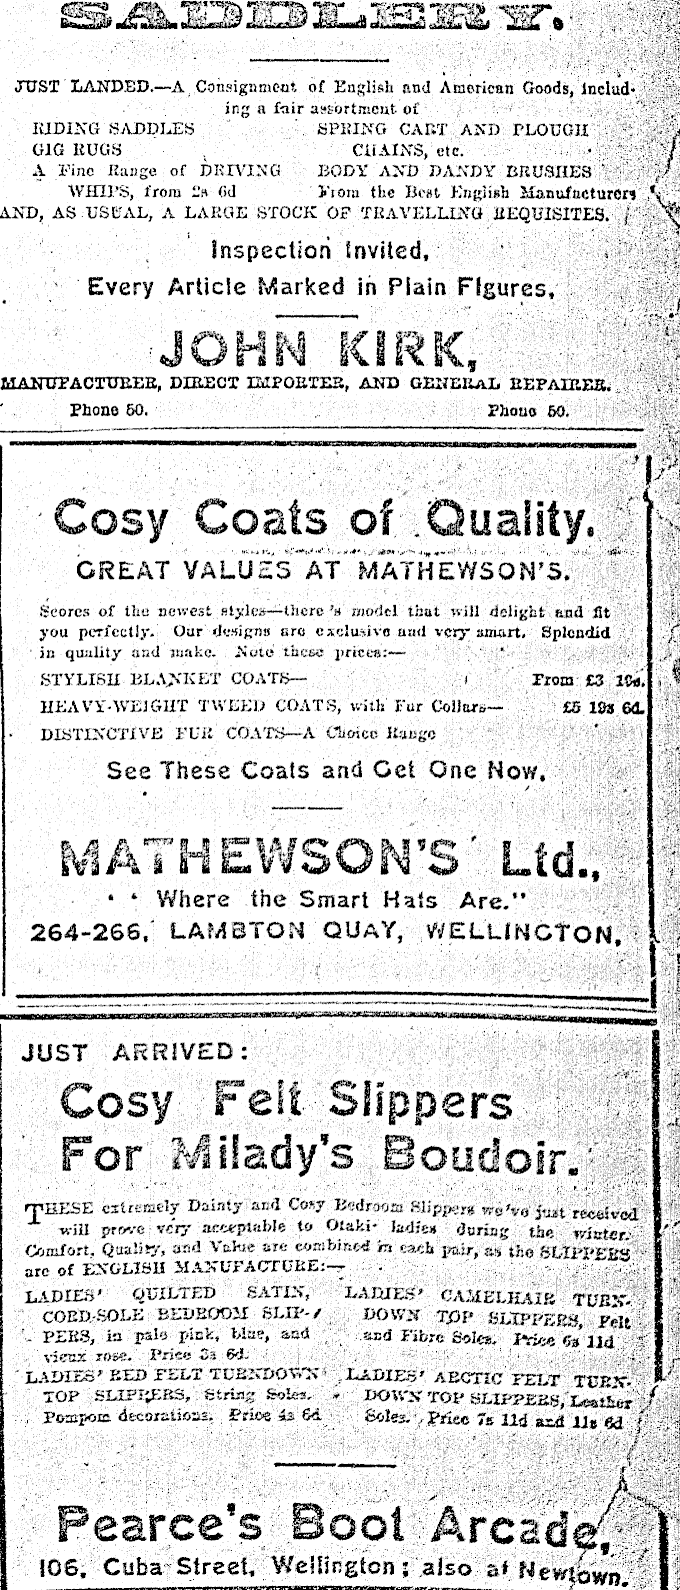 SADDLERY.
JUST LANDED.—A Consignment of English and American Goods, includ-
ing a fair assortment of
RIDING SADDLES
GIG RUGS
A Fine Range of DRIVING
WHIPS, from 2s 6d
SPRING CART AND PLOUGH
CHAINS, etc.
BODY AND DANDY BRUSHES
From the Best English Manufacturers
AND, AS USUAL, A LARGE STOCK OF TRAVELLING REQUISITES.
Inspection Invited.
Every Article Marked in Plain Figures.
JOHN KIRK,
MANUFACTURER, DIRECT IMPORTER, AND GENERAL REPAIRER.
Phone 50. Phone 50.
Cosy Coats of Quality.
GREAT VALUES AT MATHEWSON'S.
Scores of the newest styles—there's model that will delight and fit
you perfectly. Our designs are exclusive and very smart. Splendid
in quality and make. Note these prices:—
STYLISH BLANKET COATS— From £3 19s.
HEAVY-WEIGHT TWEED COATS, with Fur Collars— £5 19s 6d.
DISTINCTIVE FUR COATS—A Choice Range
See These Coats and Get One Now.
MATHEWSON'S Ltd.,
‘‘ Where the Smart Hats Are."
264-266, LAMBTON QUAY, WELLINGTON.
JUST ARRIVED:
Cosy Felt Slippers
For Milady's Boudoir.
THESE extremely Dainty and Cosy Bedroom Slippers we've just received
will prove very acceptable to Otaki ladies during the winter.
Comfort, Quality, and Value are combined in each pair, as the SLIPPERS
are of ENGLISH MANUFACTURE:—
LADIES' QUILTED SATIN,
CORD-SOLE BEDROOM SLIP-
PERS, in pale pink, blue, and
vieux rose. Price 3s 6d.
LADIES' RED FELT TURNDOWN
TOP SLIPPERS, String Soles.
Pompom decorations. Price 4s 6d
LADIES' CAMELHAIR TURN-
DOWN TOP SLIPPERS, Felt
and Fibre Soles. Price 6s 11d
LADIES' ARCTIC FELT TURN-
DOWN TOP SLIPPERS, Leather
Soles. Price 7s 11d and 11s 6d
Pearce's Boot Arcade,
106, Cuba Street, Wellington; also at Newtown.